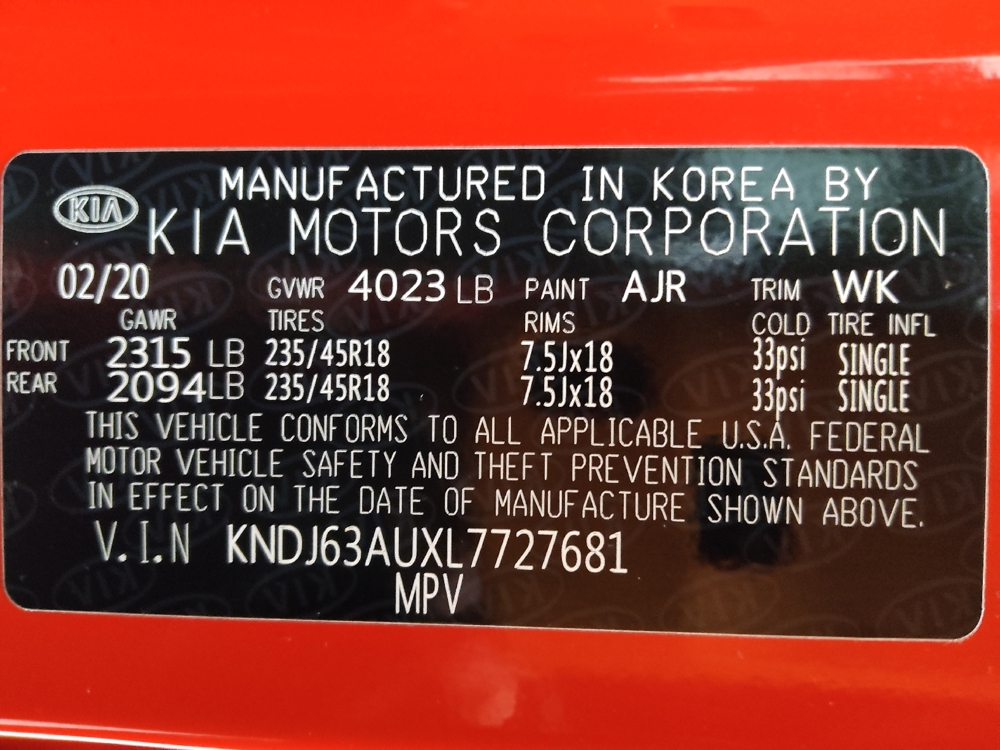 KIA
MANUFACTURED IN KOREA BY
KIA MOTORS CORPORATION
02/20 GVWR 4023 LB PAINT AJR TRIM WK
GAWR TIRES RIMS COLD TIRE INFL
FRONT 2315 LB 235/45R18 7.5Jx18 33psi SINGLE
REAR 2094LB 235/45R18 7.5Jx18 33psi SINGLE
THIS VEHICLE CONFORMS TO ALL APPLICABLE U.S.A. FEDERAL
MOTOR VEHICLE SAFETY AND THEFT PREVENTION STANDARDS
IN EFFECT ON THE DATE OF MANUFACTURE SHOWN ABOVE.
V.I.N KNDJ63AUXL7727681
MPV